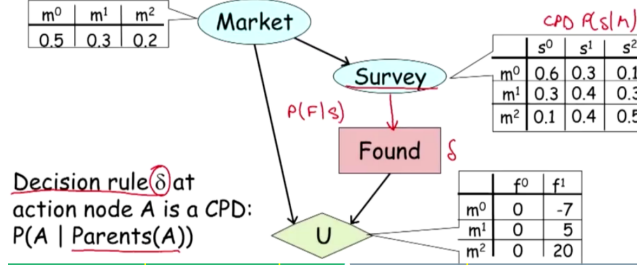 m⁰ m¹ m²
0.5 0.3 0.2
Market
CPD P(S|M)
s⁰ s¹ s²
m⁰ 0.6 0.3 0.1
m¹ 0.3 0.4 0.3
m² 0.1 0.4 0.5
Survey
P(F|S)
Found δ
Decision rule δ at
action node A is a CPD:
P(A | Parents(A))
U
f⁰ f¹
m⁰ 0 -7
m¹ 0 5
m² 0 20